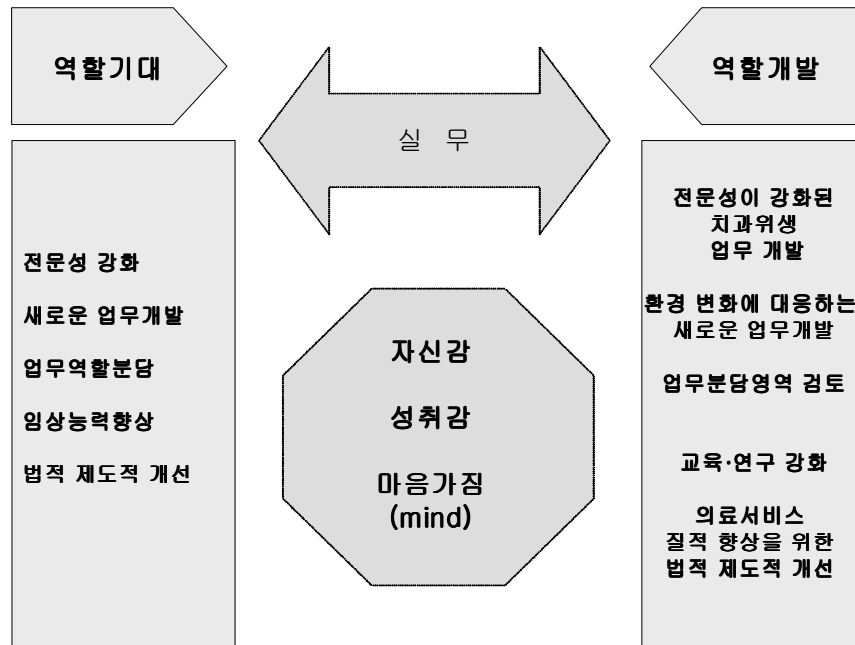 역할기대
실 무
역할개발
전문성 강화
새로운 업무개발
업무역할분담
임상능력향상
법적 제도적 개선
자신감
성취감
마음가짐
(mind)
전문성이 강화된
치과위생
업무 개발
환경 변화에 대응하는
새로운 업무개발
업무분담영역 검토
교육·연구 강화
의료서비스
질적 향상을 위한
법적 제도적 개선